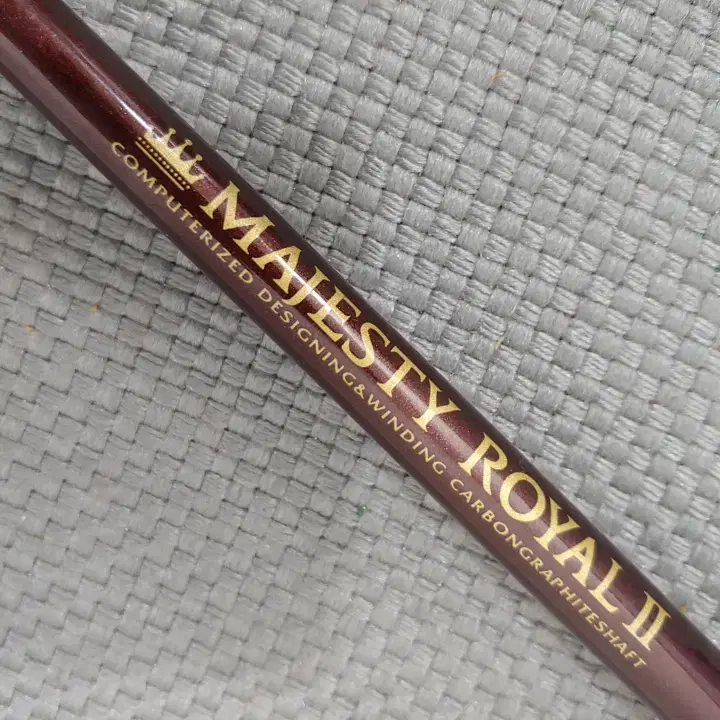 MAJESTY ROYAL II
COMPUTERIZED DESIGNING&WINDING CARBONGRAPHITESHAFT